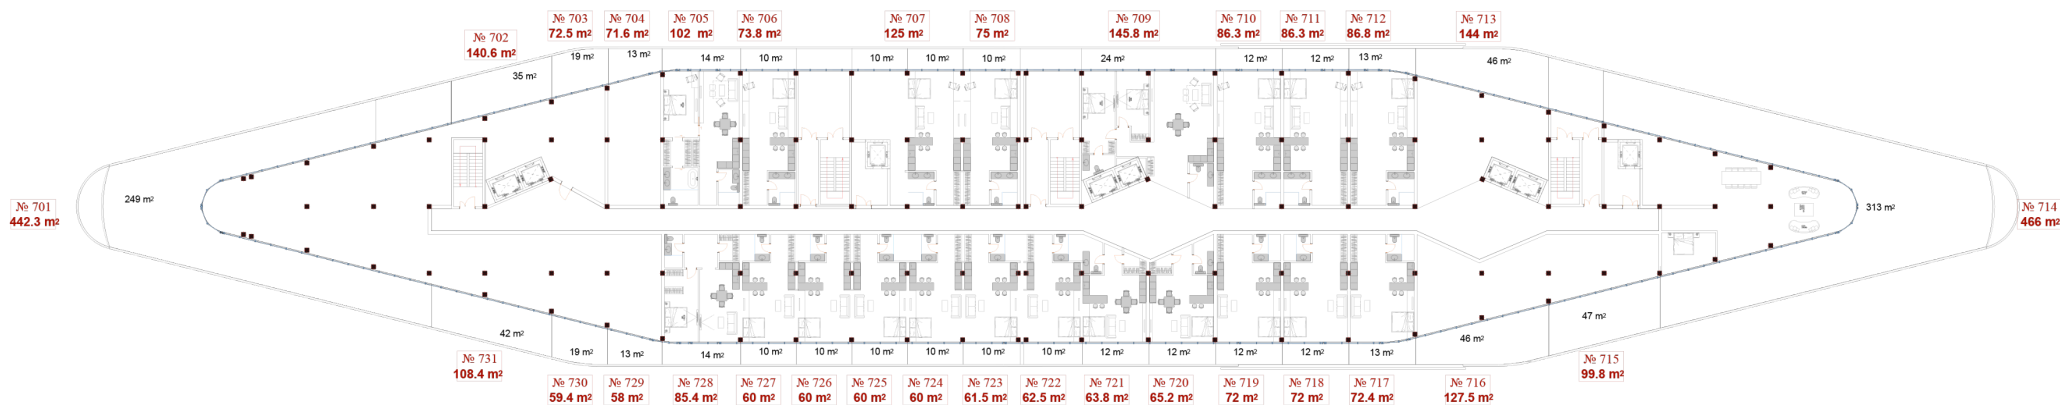 № 703
72.5 m²
№ 704
71.6 m²
№ 705
102 m²
№ 706
73.8 m²
№ 707
125 m²
№ 708
75 m²
№ 709
145.8 m²
№ 710
86.3 m²
№ 711
86.3 m²
№ 712
86.8 m²
№ 713
144 m²
№ 702
140.6 m²
35 m²
19 m²
13 m²
14 m²
10 m²
10 m²
10 m²
10 m²
24 m²
12 m²
12 m²
13 m²
46 m²
№ 701
442.3 m²
249 m²
313 m²
№ 714
466 m²
42 m²
19 m²
13 m²
14 m²
10 m²
10 m²
10 m²
10 m²
10 m²
10 m²
12 m²
12 m²
12 m²
12 m²
13 m²
46 m²
47 m²
№ 731
108.4 m²
№ 715
99.8 m²
№ 730
59.4 m²
№ 729
58 m²
№ 728
85.4 m²
№ 727
60 m²
№ 726
60 m²
№ 725
60 m²
№ 724
60 m²
№ 723
61.5 m²
№ 722
62.5 m²
№ 721
63.8 m²
№ 720
65.2 m²
№ 719
72 m²
№ 718
72 m²
№ 717
72.4 m²
№ 716
127.5 m²